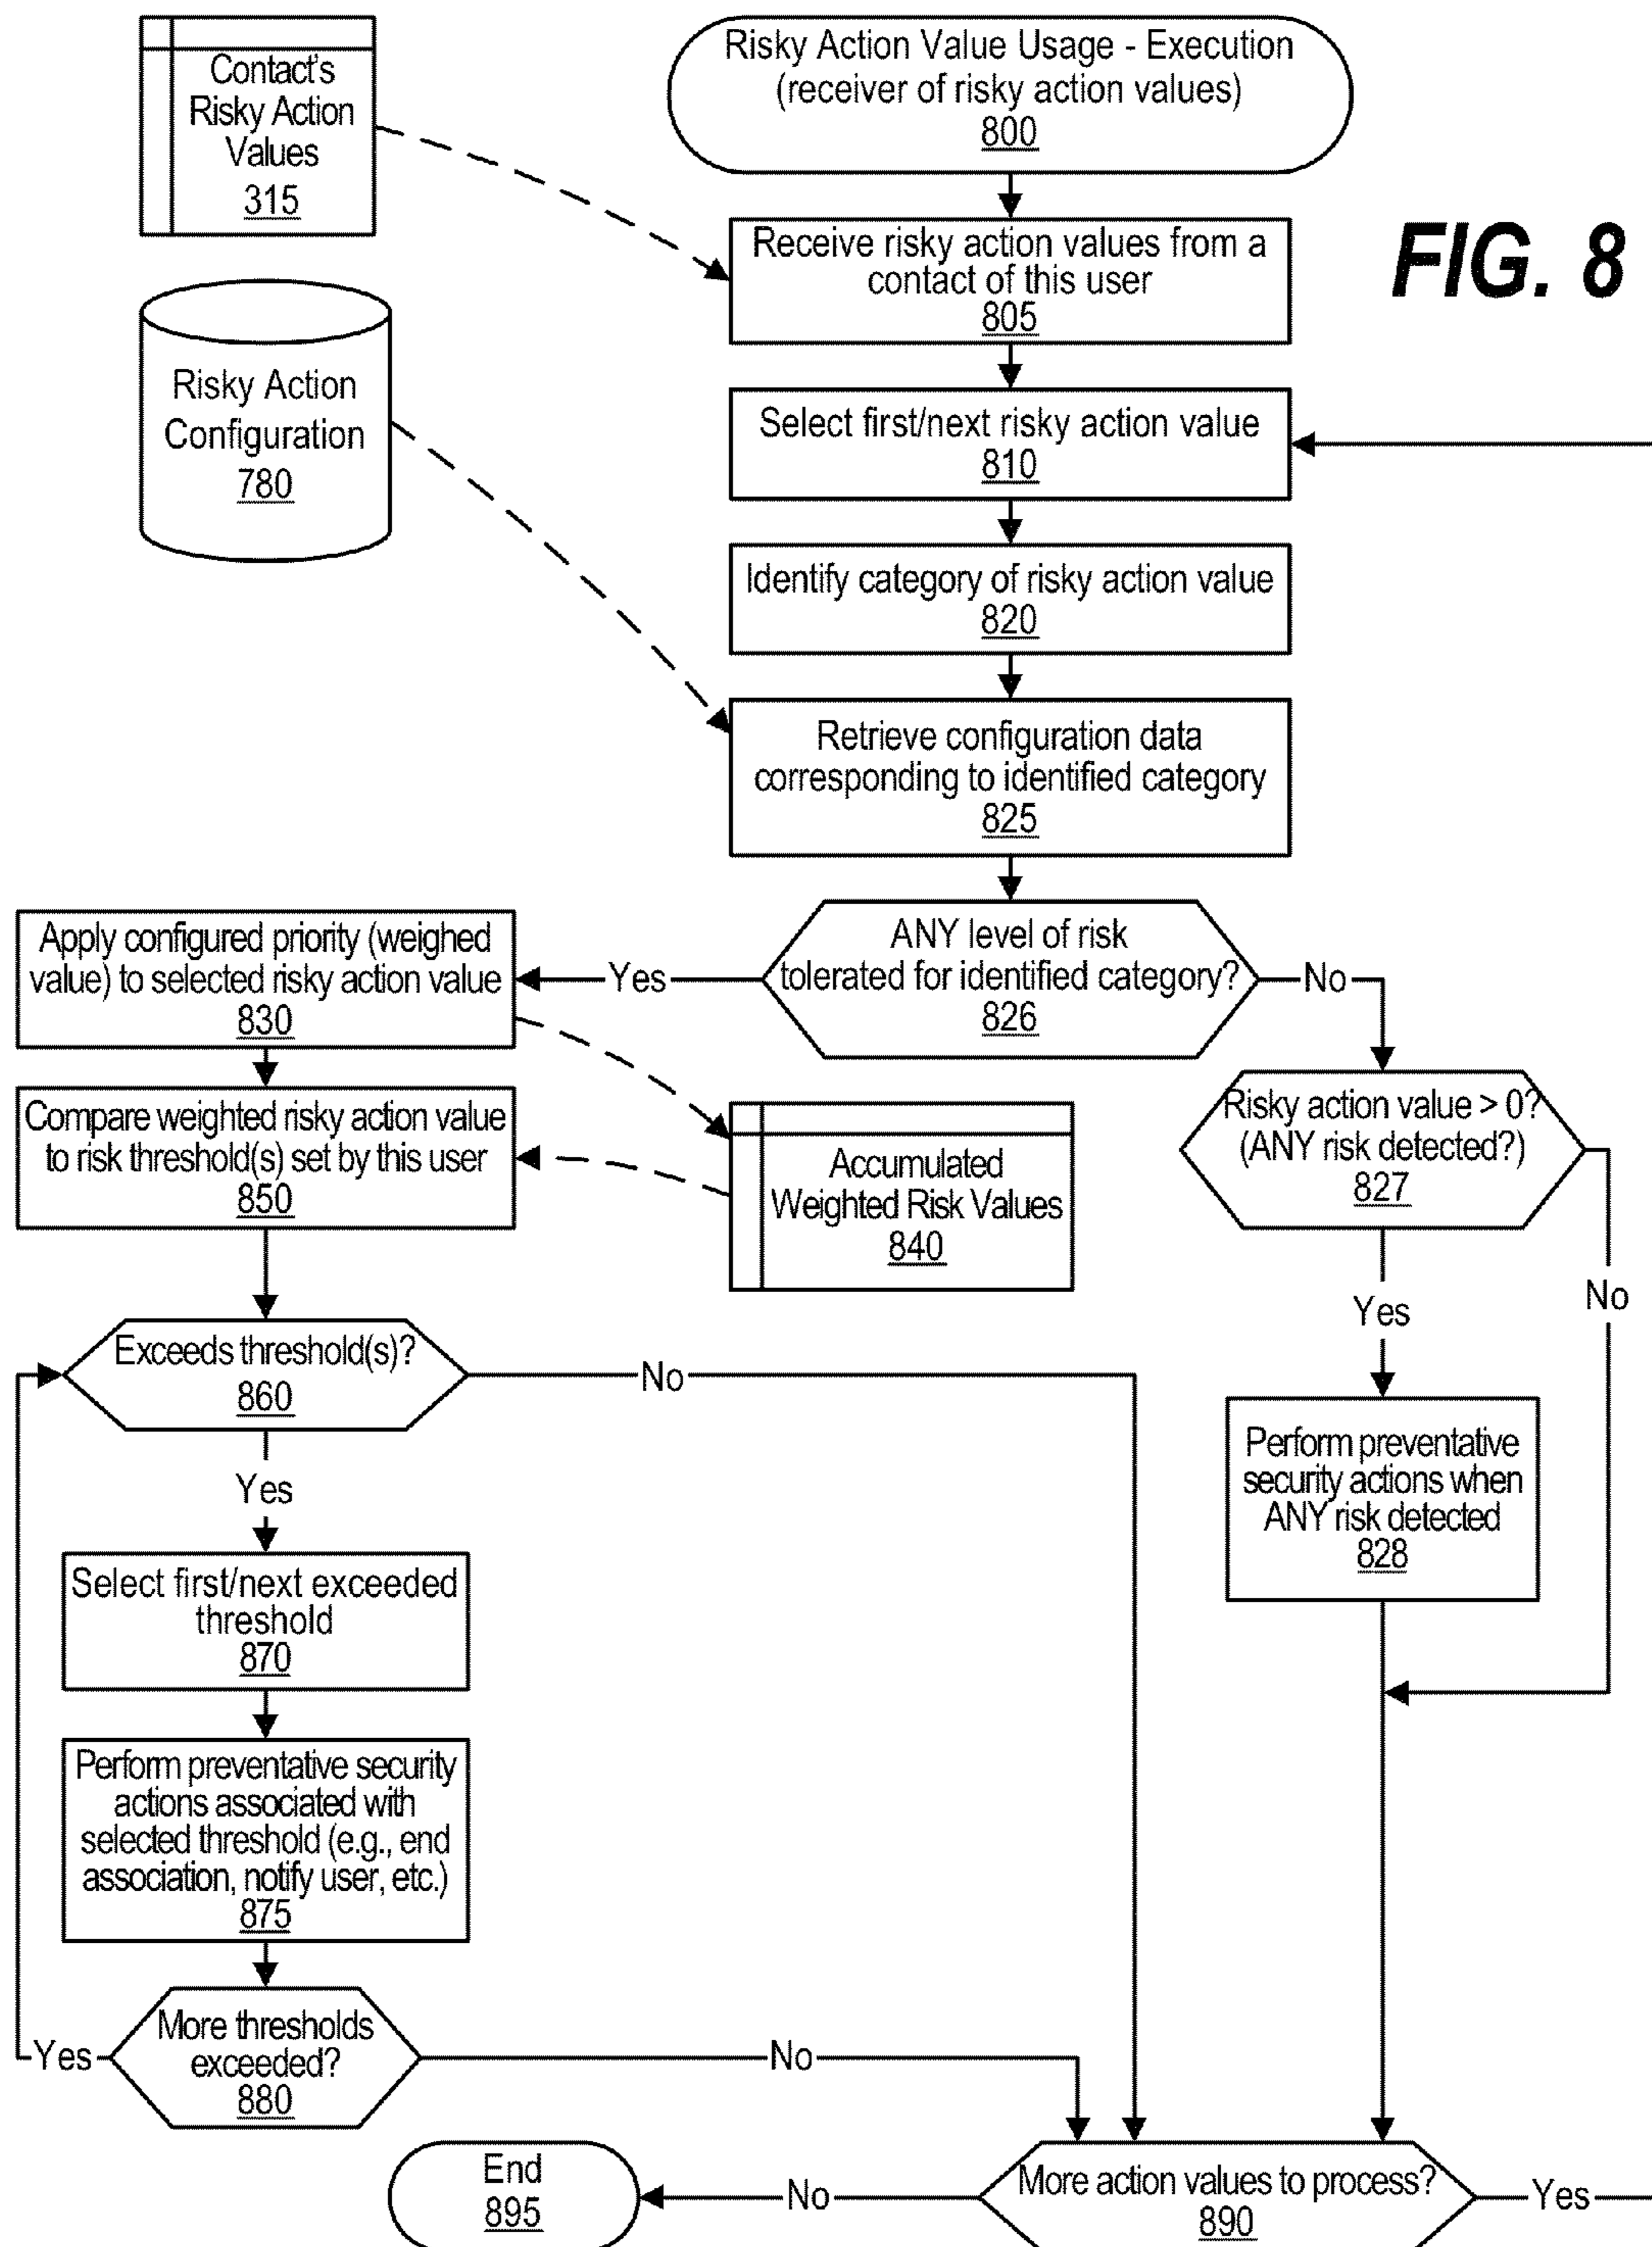 Contact's
Risky Action
Values
315
Risky Action Value Usage - Execution
(receiver of risky action values)
800
FIG. 8
Receive risky action values from a
contact of this user
805
Risky Action
Configuration
780
Select first/next risky action value
810
Identify category of risky action value
820
Retrieve configuration data
corresponding to identified category
825
ANY level of risk
tolerated for identified category?
826
Yes
No
Apply configured priority (weighed
value) to selected risky action value
830
Compare weighted risky action value
to risk threshold(s) set by this user
850
Accumulated
Weighted Risk Values
840
Risky action value > 0?
(ANY risk detected?)
827
Yes
No
Exceeds threshold(s)?
860
No
Yes
Perform preventative
security actions when
ANY risk detected
828
Select first/next exceeded
threshold
870
Perform preventative security
actions associated with
selected threshold (e.g., end
association, notify user, etc.)
875
More thresholds
exceeded?
880
Yes
No
More action values to process?
890
Yes
No
End
895